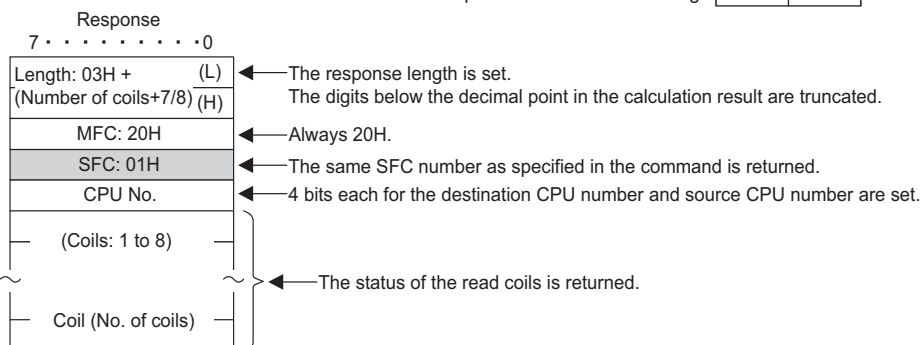 Response
7 · · · · · · · · · 0
Length: 03H + (L)
(Number of coils+7/8) (H)
The response length is set.
The digits below the decimal point in the calculation result are truncated.
MFC: 20H
Always 20H.
SFC: 01H
The same SFC number as specified in the command is returned.
CPU No.
4 bits each for the destination CPU number and source CPU number are set.
(Coils: 1 to 8)
The status of the read coils is returned.
Coil (No. of coils)